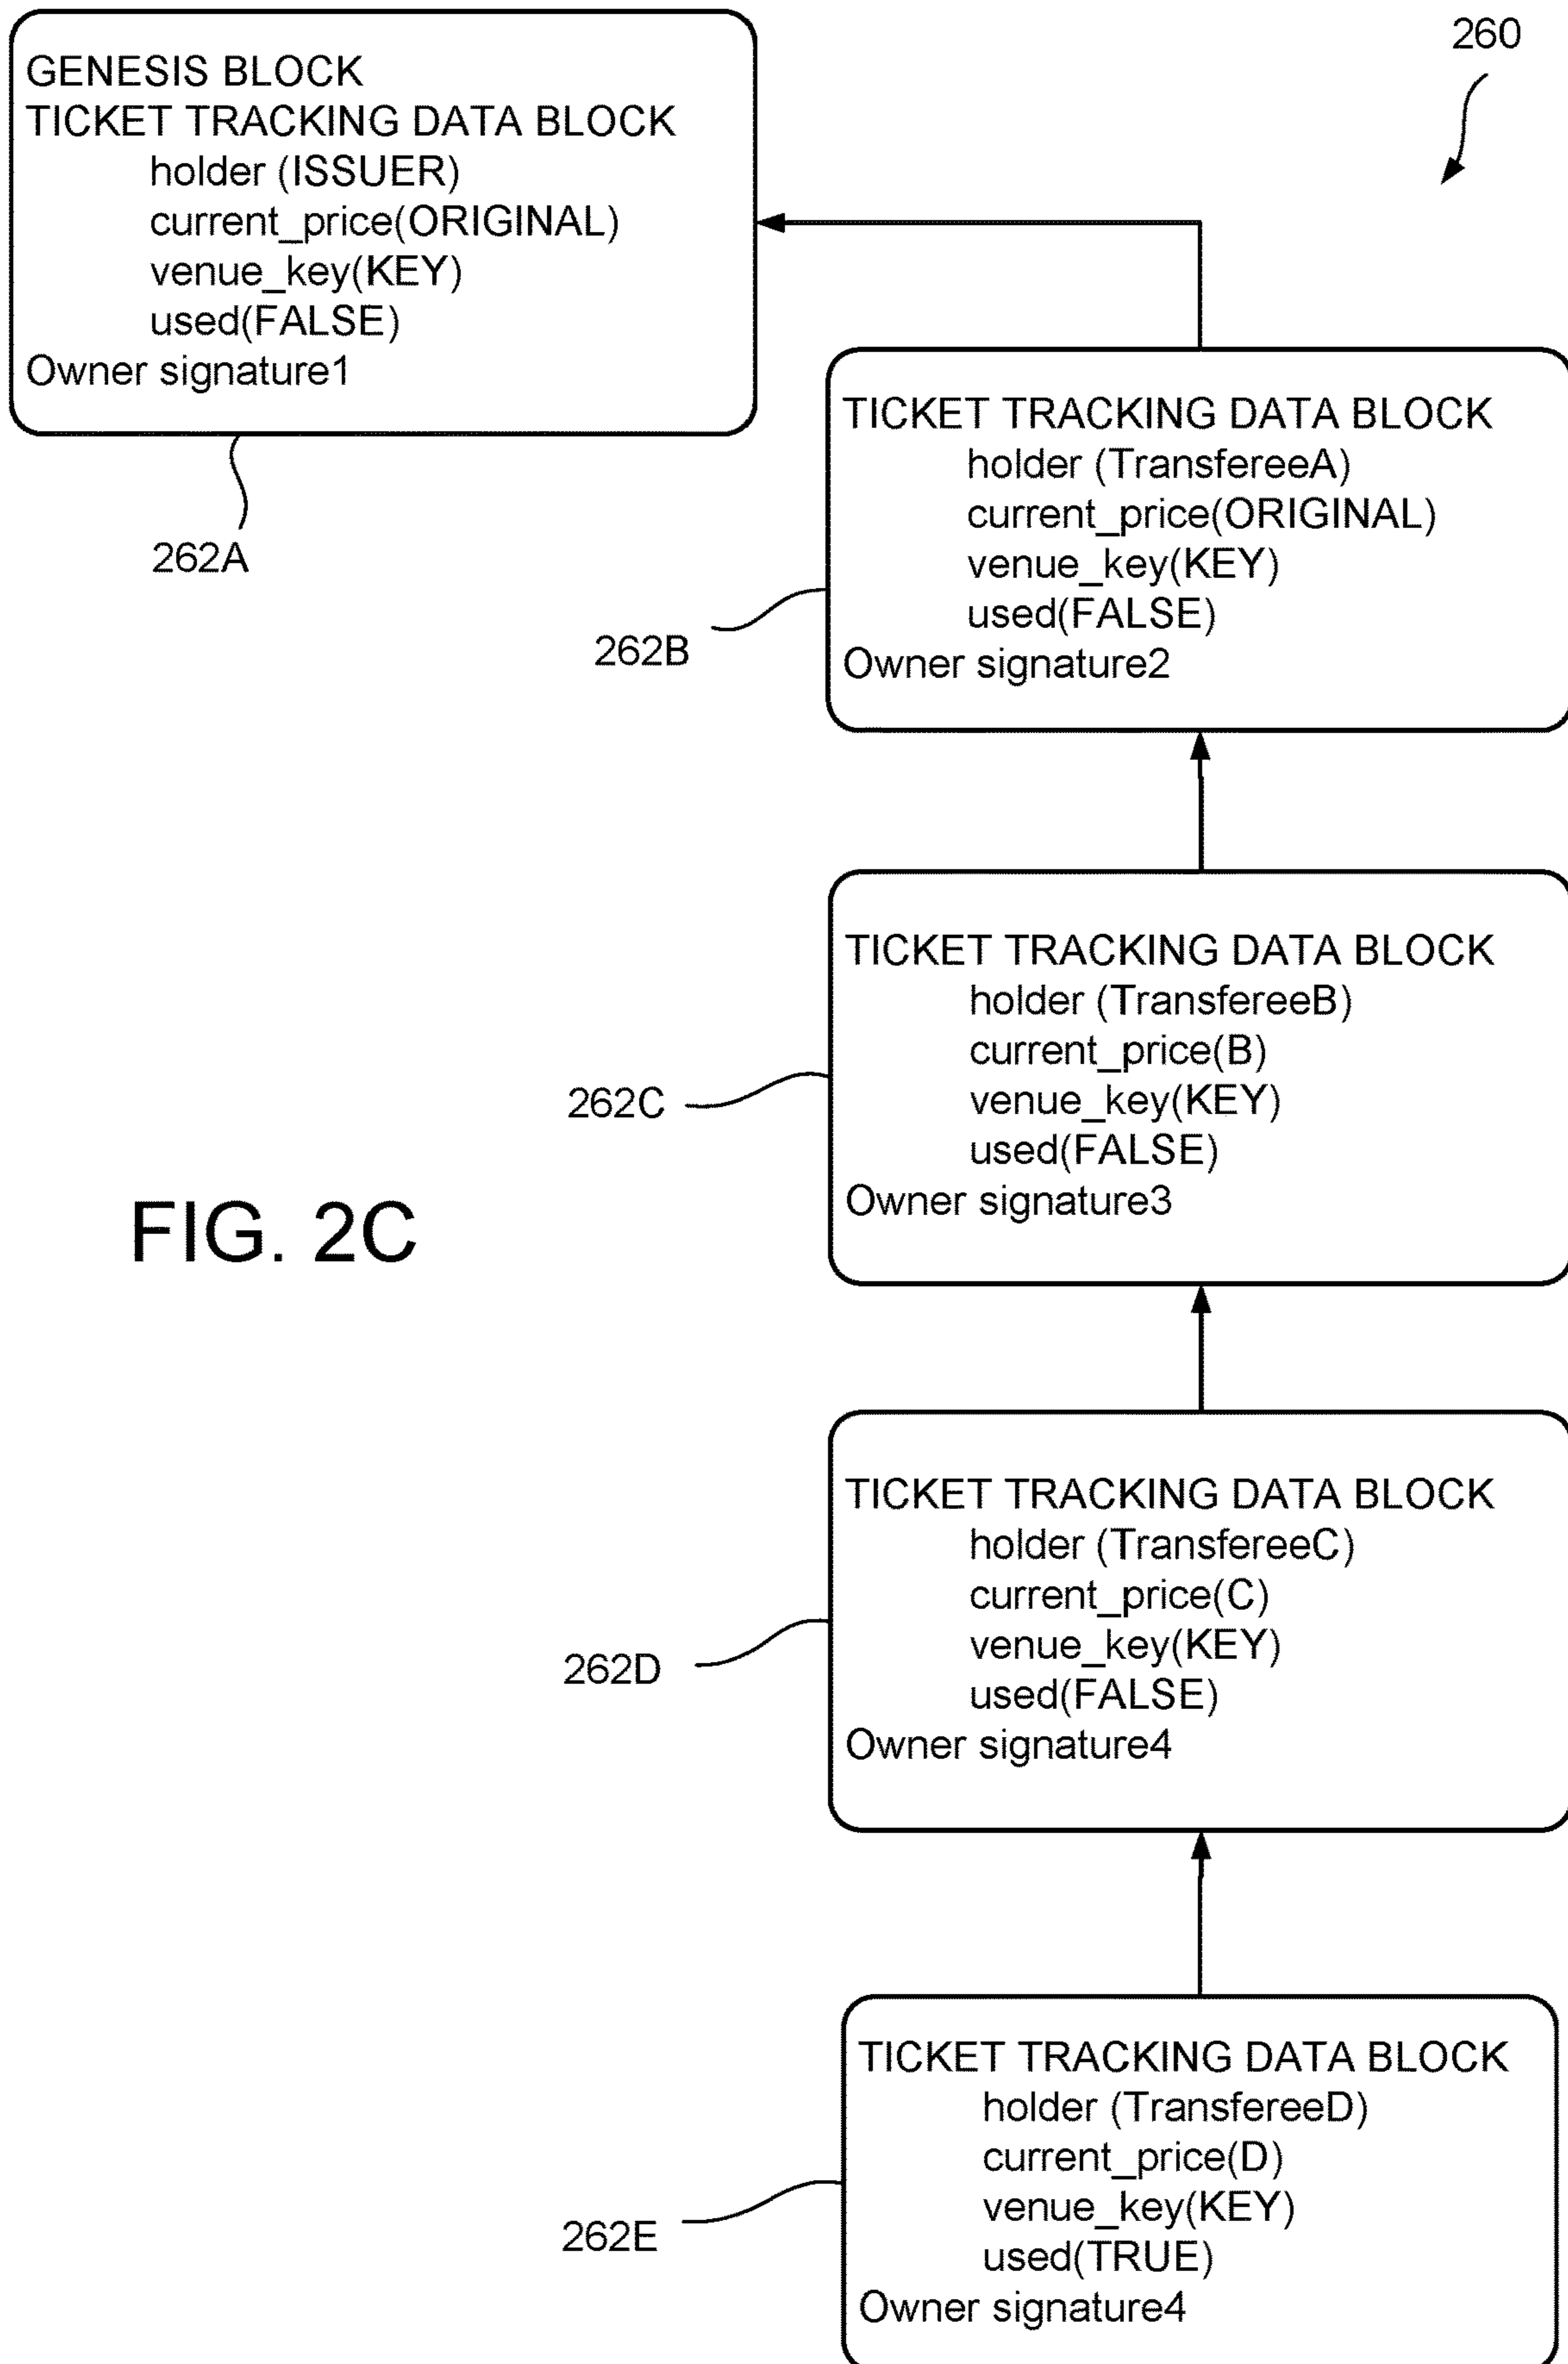 260
GENESIS BLOCK
TICKET TRACKING DATA BLOCK
holder (ISSUER)
current_price(ORIGINAL)
venue_key(KEY)
used(FALSE)
Owner signature1
262A
TICKET TRACKING DATA BLOCK
holder (TransfereeA)
current_price(ORIGINAL)
venue_key(KEY)
used(FALSE)
Owner signature2
262B
TICKET TRACKING DATA BLOCK
holder (TransfereeB)
current_price(B)
venue_key(KEY)
used(FALSE)
Owner signature3
262C
FIG. 2C
TICKET TRACKING DATA BLOCK
holder (TransfereeC)
current_price(C)
venue_key(KEY)
used(FALSE)
Owner signature4
262D
TICKET TRACKING DATA BLOCK
holder (TransfereeD)
current_price(D)
venue_key(KEY)
used(TRUE)
Owner signature4
262E